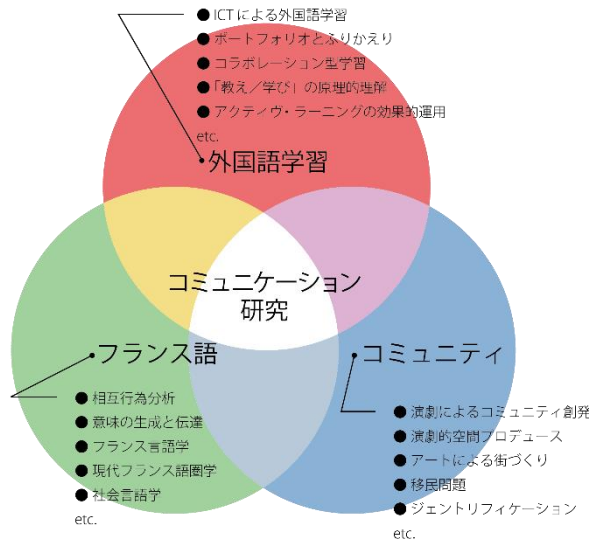 ● ICTによる外国語学習
● ポートフォリオとふりかえり
● コラボレーション型学習
● 「教え／学び」の原理的理解
● アクティヴ・ラーニングの効果的運用
etc.
外国語学習
コミュニケーション
研究
フランス語
● 相互行為分析
● 意味の生成と伝達
● フランス言語学
● 現代フランス語圏学
● 社会言語学
etc.
コミュニティ
● 演劇によるコミュニティ創発
● 演劇的空間プロデュース
● アートによる街づくり
● 移民問題
● ジェントリフィケーション
etc.